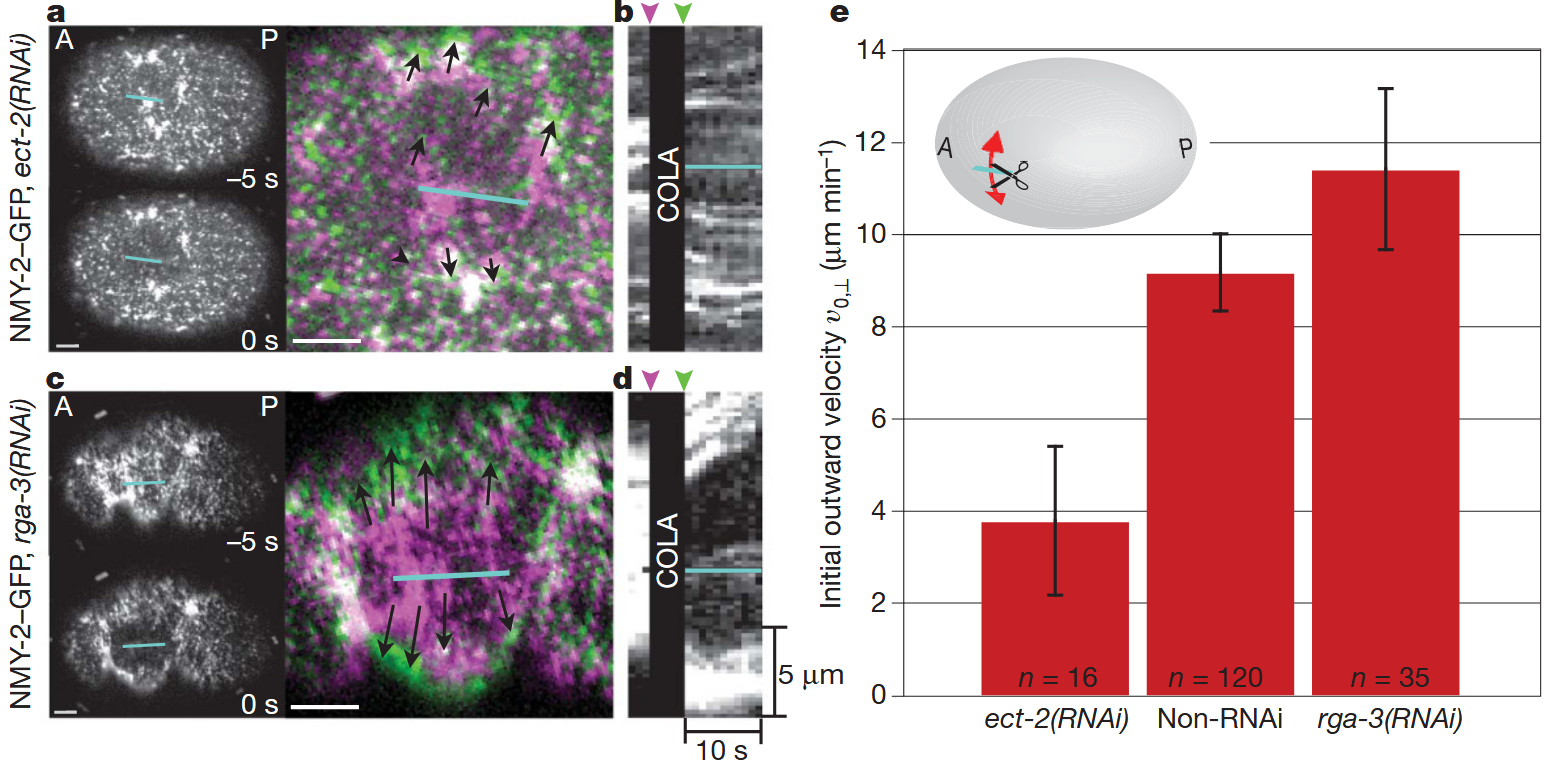 a
NMY-2–GFP, ect-2(RNAi)
A
P
–5 s
0 s
b
COLA
c
NMY-2–GFP, rga-3(RNAi)
A
P
–5 s
0 s
d
COLA
5 μm
10 s
e
Initial outward velocity v0,⊥ (μm min–1)
14
12
10
8
6
4
2
0
A
P
n = 16
n = 120
n = 35
ect-2(RNAi)
Non-RNAi
rga-3(RNAi)